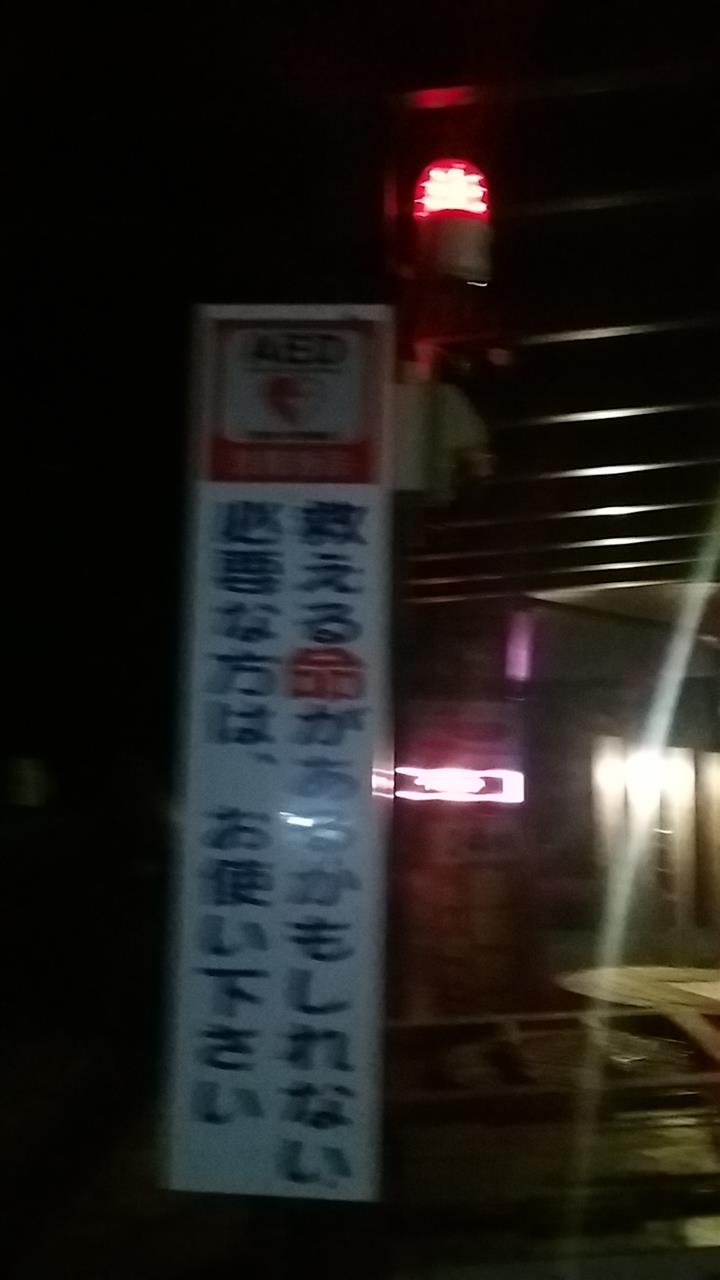 AED
救える命があるかもしれない
必要な方は、お使い下さい